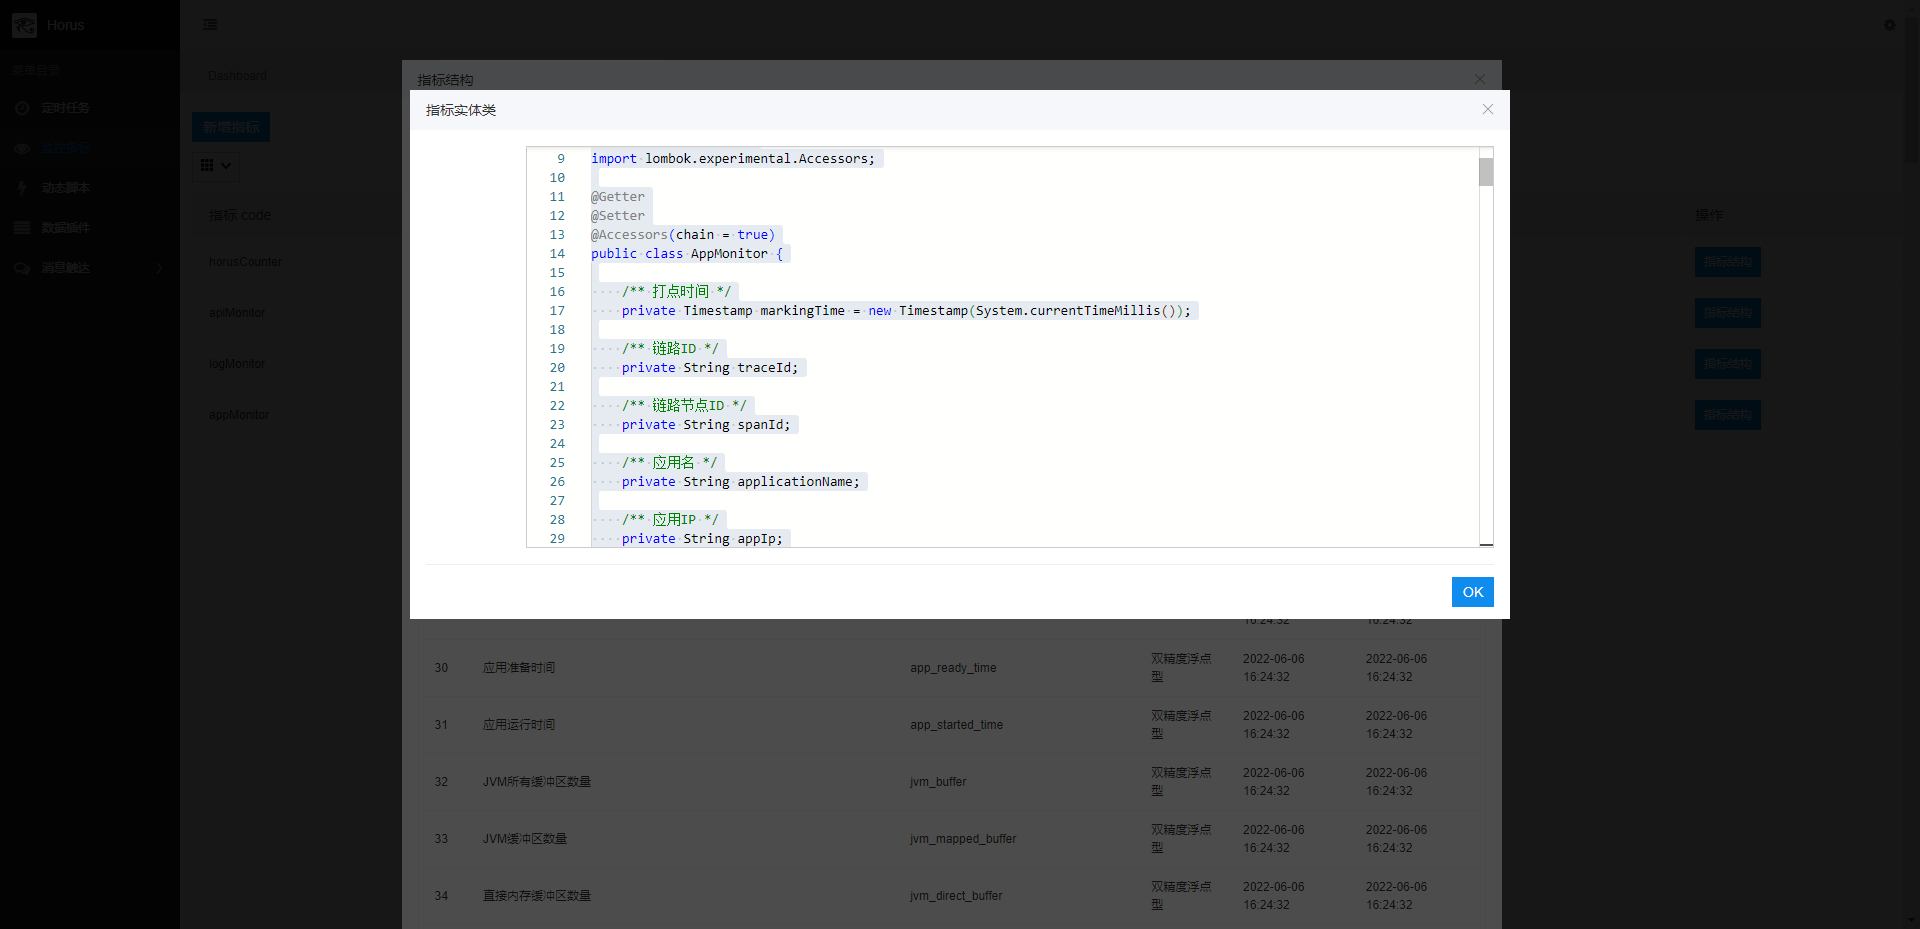 Horus
菜单目录
Dashboard
定时任务
监控指标
动态脚本
数据插件
消息触达
新增指标
指标 code
操作
horusCounter
指标结构
apiMonitor
指标结构
logMonitor
指标结构
appMonitor
指标结构
指标结构
指标实体类
9 import lombok.experimental.Accessors;
10
11 @Getter
12 @Setter
13 @Accessors(chain = true)
14 public class AppMonitor {
15
16 /** 打点时间 */
17 private Timestamp markingTime = new Timestamp(System.currentTimeMillis());
18
19 /** 链路ID */
20 private String traceId;
21
22 /** 链路节点ID */
23 private String spanId;
24
25 /** 应用名 */
26 private String applicationName;
27
28 /** 应用IP */
29 private String appIp;
OK
16:24:32 16:24:32
30 应用准备时间 app_ready_time 双精度浮点 2022-06-06 2022-06-06
型 16:24:32 16:24:32
31 应用运行时间 app_started_time 双精度浮点 2022-06-06 2022-06-06
型 16:24:32 16:24:32
32 JVM所有缓冲区数量 jvm_buffer 双精度浮点 2022-06-06 2022-06-06
型 16:24:32 16:24:32
33 JVM缓冲区数量 jvm_mapped_buffer 双精度浮点 2022-06-06 2022-06-06
型 16:24:32 16:24:32
34 直接内存缓冲区数量 jvm_direct_buffer 双精度浮点 2022-06-06 2022-06-06
型 16:24:32 16:24:32